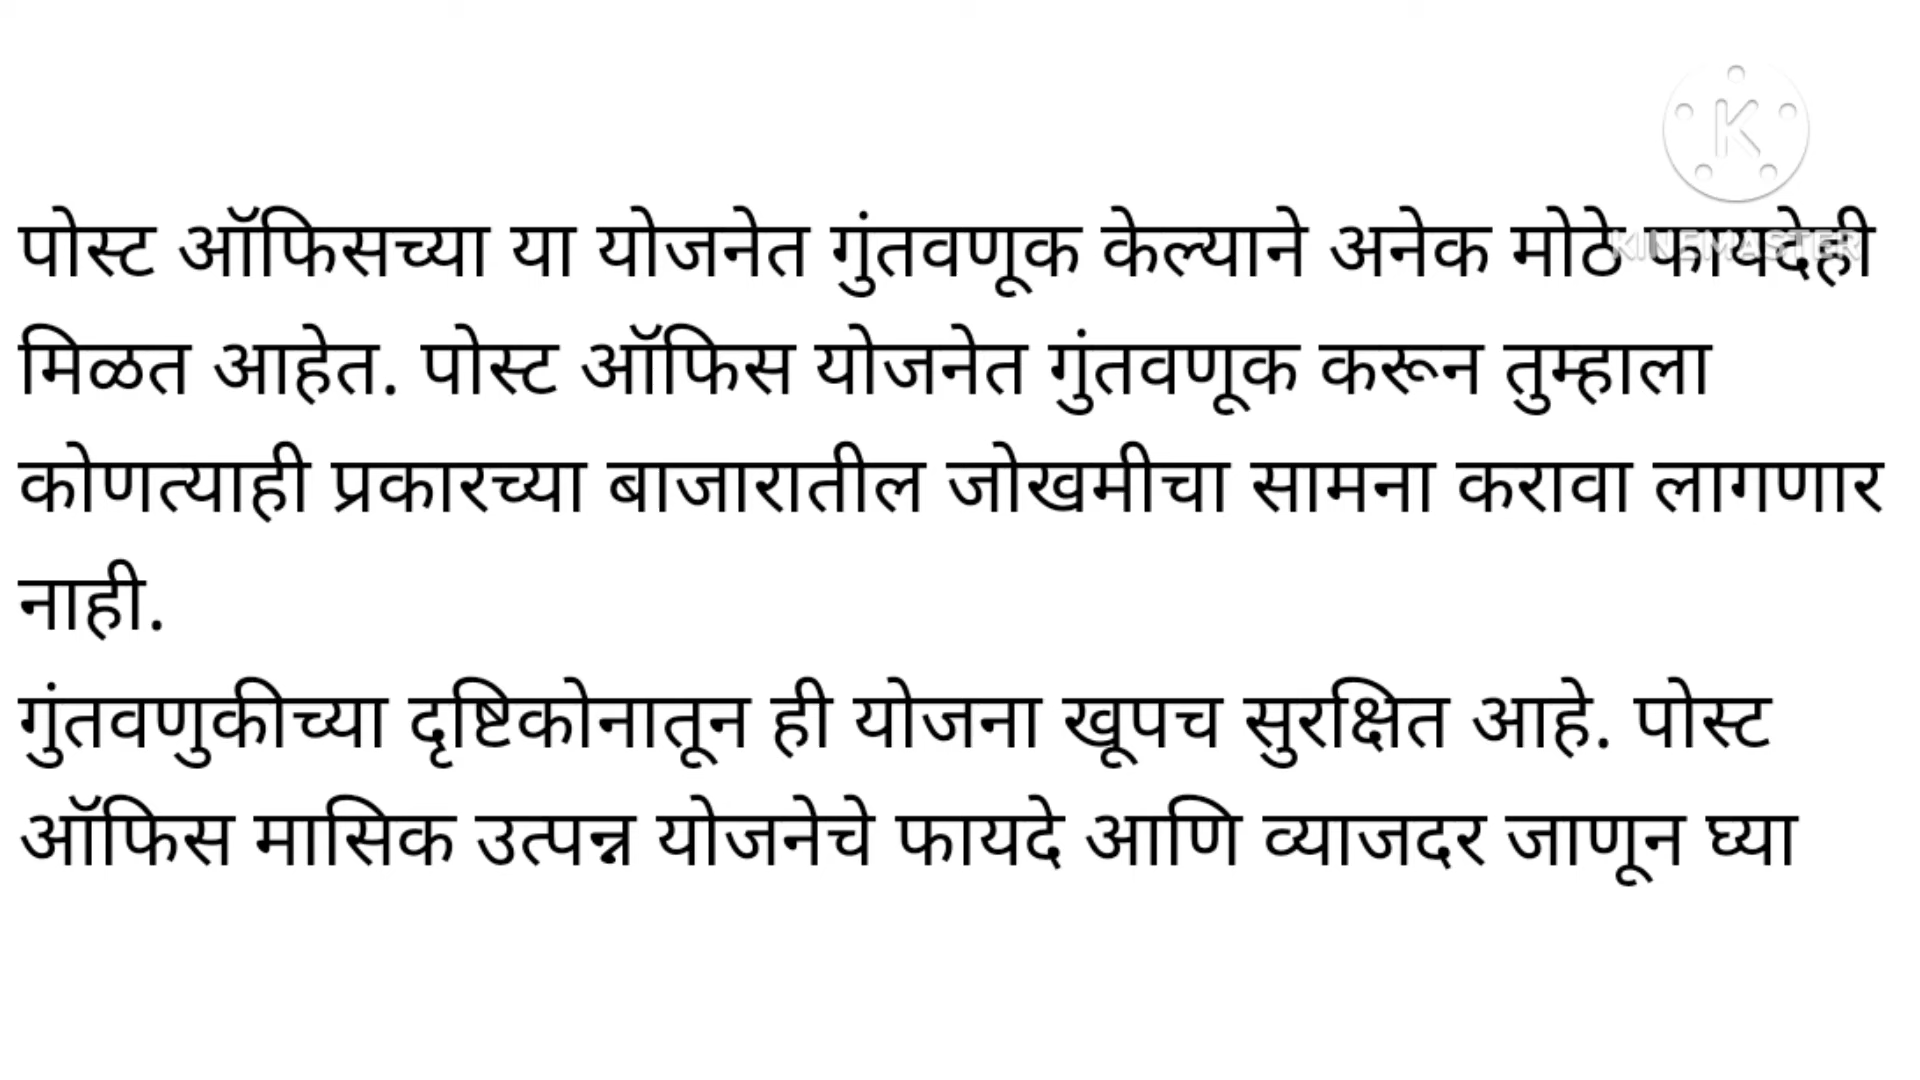 K
KINEMASTER
पोस्ट ऑफिसच्या या योजनेत गुंतवणूक केल्याने अनेक मोठे फायदेही
मिळत आहेत. पोस्ट ऑफिस योजनेत गुंतवणूक करून तुम्हाला
कोणत्याही प्रकारच्या बाजारातील जोखमीचा सामना करावा लागणार
नाही.
गुंतवणुकीच्या दृष्टिकोनातून ही योजना खूपच सुरक्षित आहे. पोस्ट
ऑफिस मासिक उत्पन्न योजनेचे फायदे आणि व्याजदर जाणून घ्या